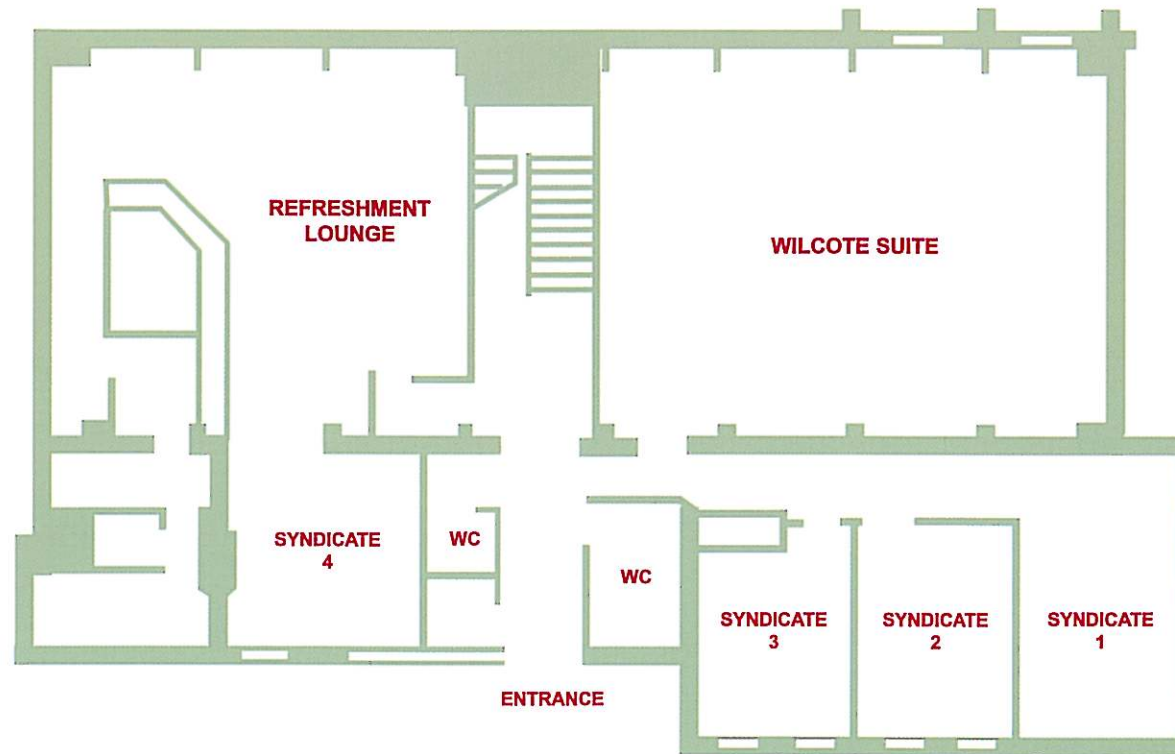 REFRESHMENT
LOUNGE
WILCOTE SUITE
SYNDICATE
4
WC
WC
SYNDICATE
3
SYNDICATE
2
SYNDICATE
1
ENTRANCE